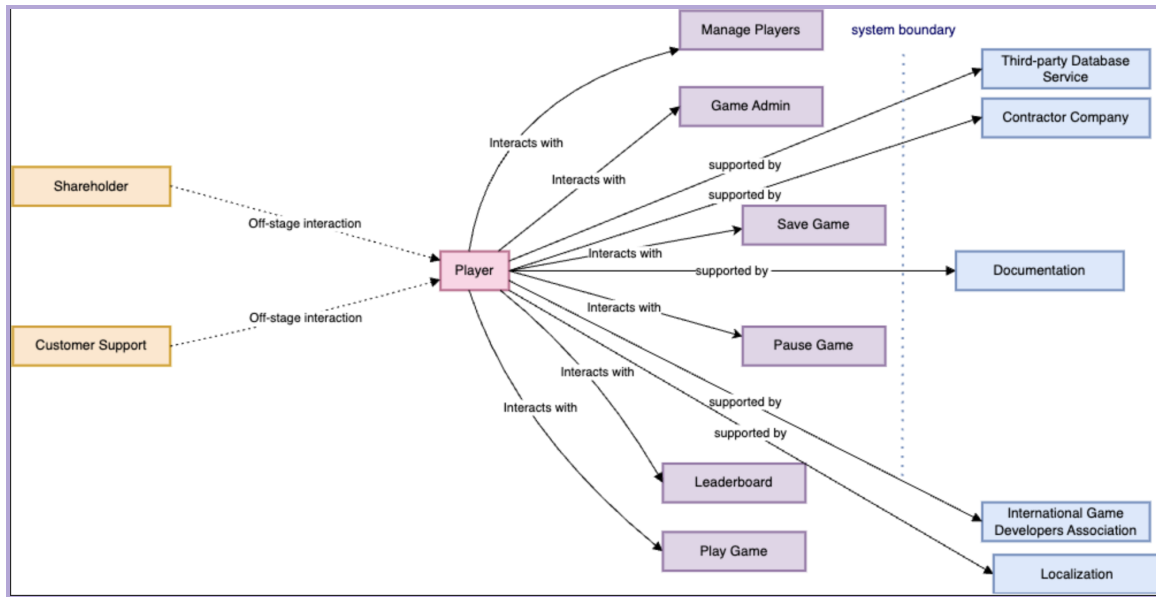 Manage Players
system boundary
Third-party Database
Service
Game Admin
Contractor Company
Interacts with
supported by
Interacts with
Shareholder
supported by
Off-stage interaction
Save Game
Interacts with
Player
supported by
Documentation
Interacts with
Off-stage interaction
Customer Support
Pause Game
Interacts with
supported by
Interacts with
supported by
Leaderboard
International Game
Developers Association
Play Game
Localization